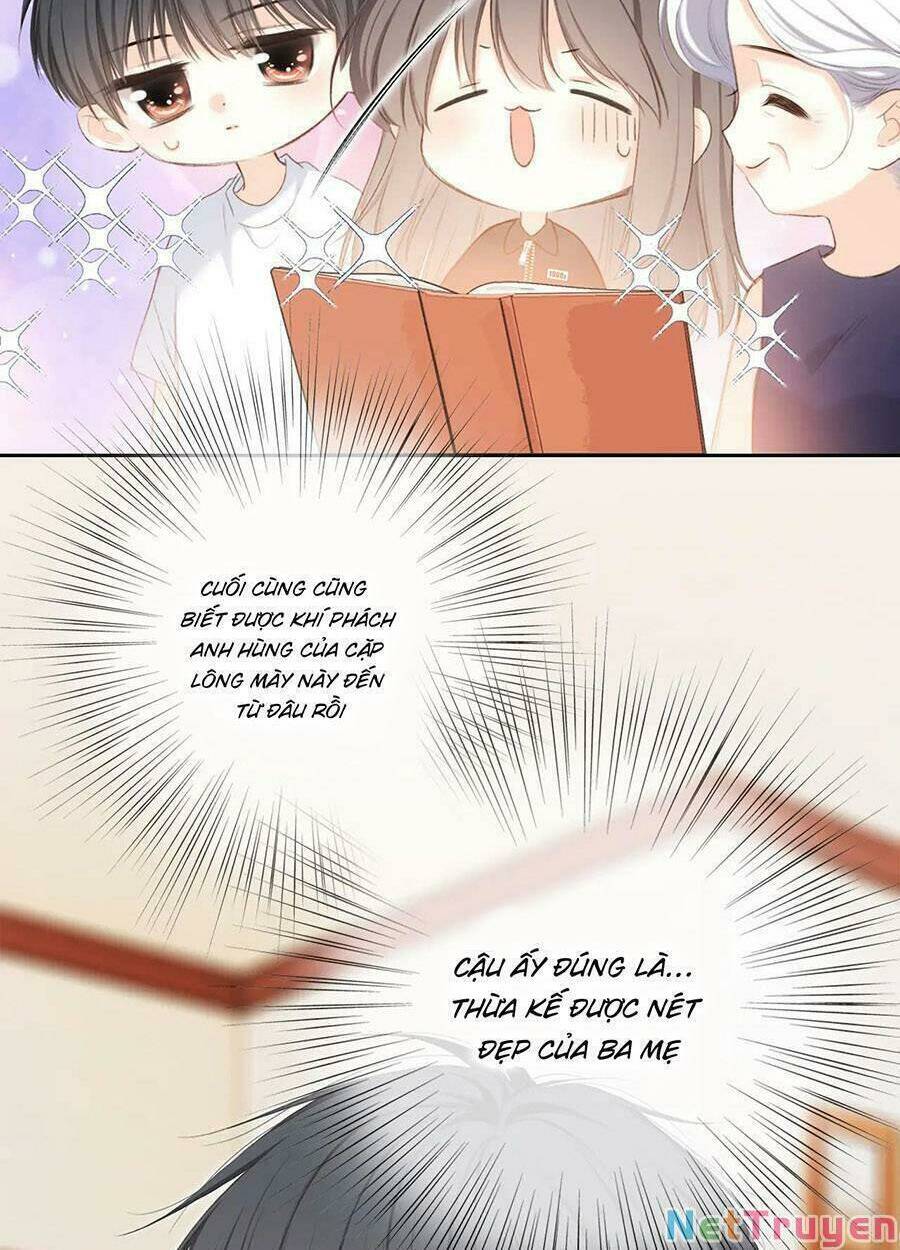 CUỐI CÙNG CŨNG
BIẾT ĐƯỢC KHÍ PHÁCH
ANH HÙNG CỦA CẶP
LÔNG MÀY NÀY ĐẾN
TỪ ĐÂU RỒI
CẬU ẤY ĐÚNG LÀ...
THỪA KẾ ĐƯỢC NÉT
ĐẸP CỦA BA MẸ
NetTruyen